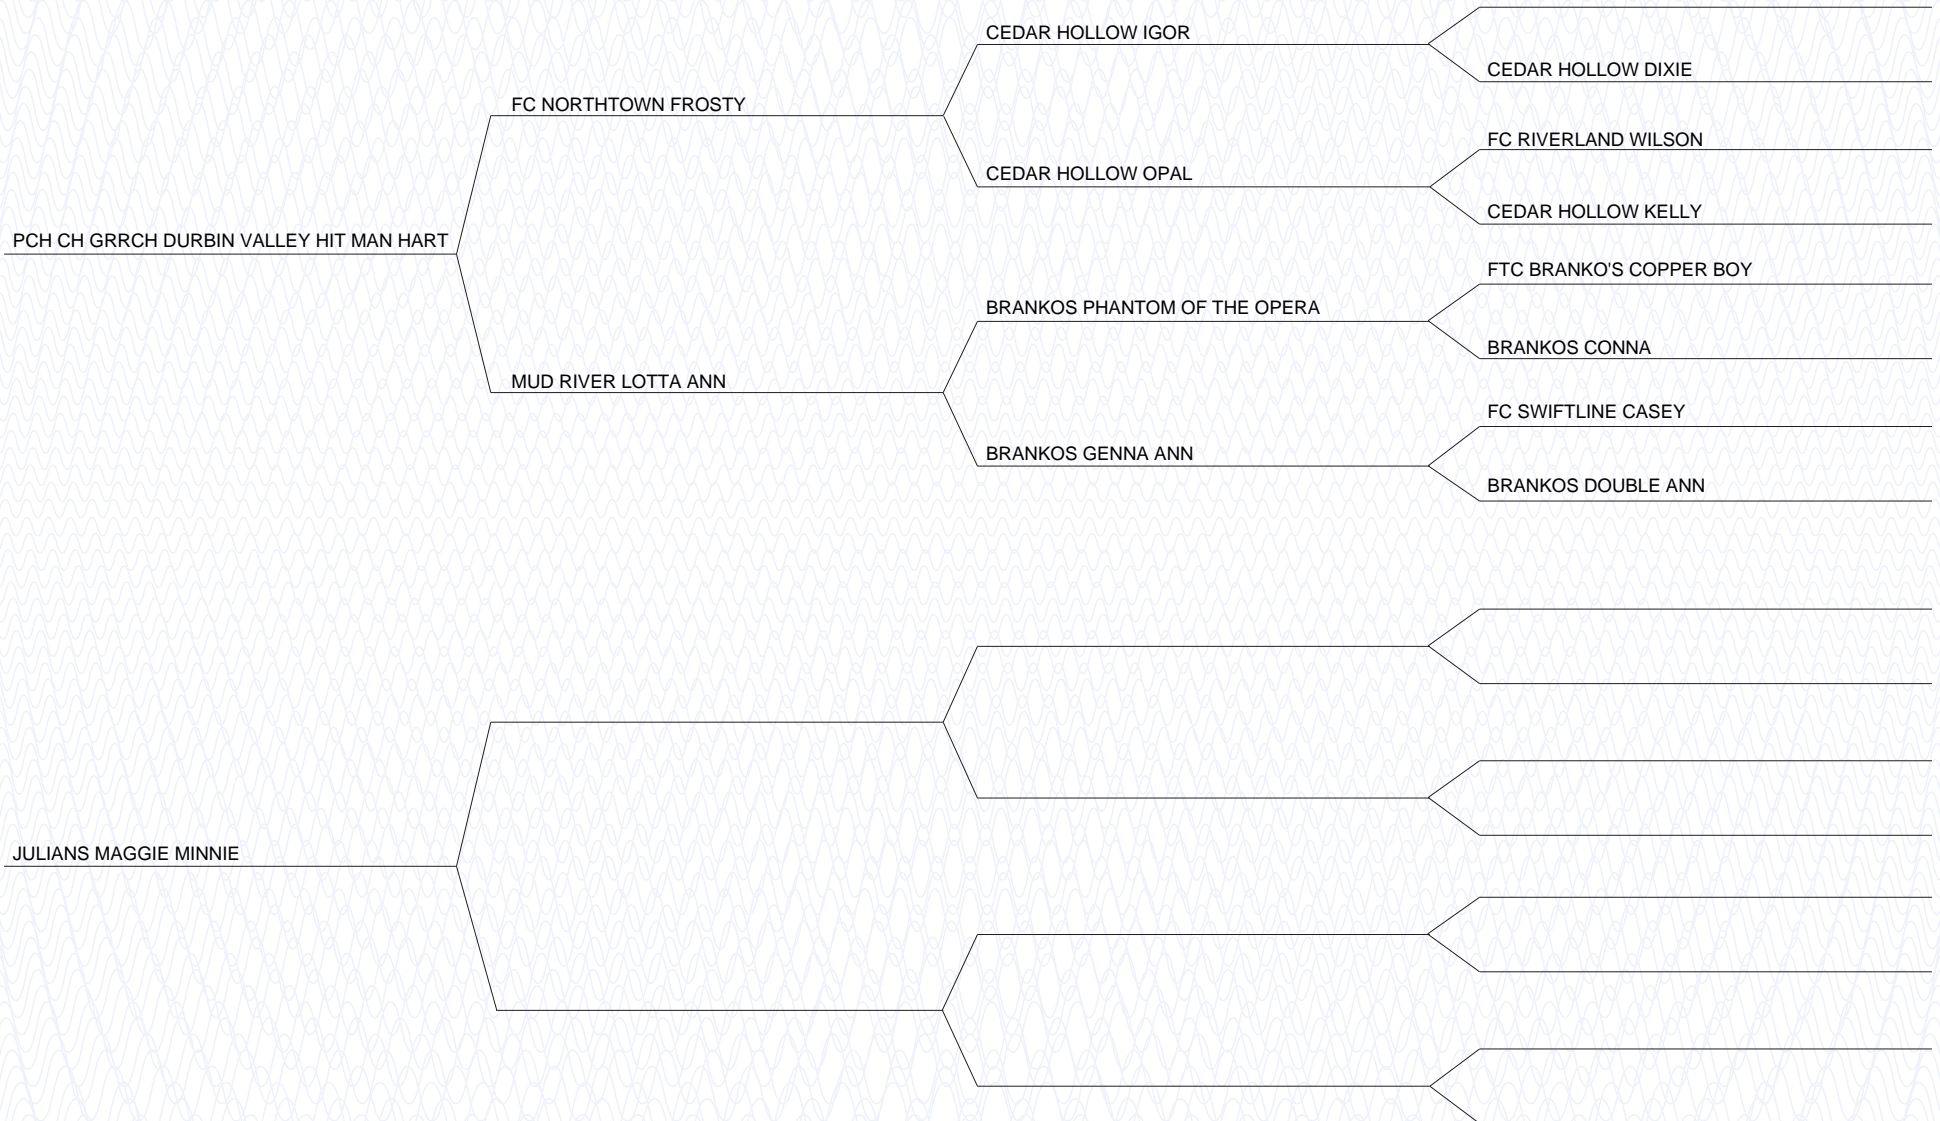 CEDAR HOLLOW IGOR
CEDAR HOLLOW DIXIE
FC NORTHTOWN FROSTY
FC RIVERLAND WILSON
CEDAR HOLLOW OPAL
CEDAR HOLLOW KELLY
PCH CH GRRCH DURBIN VALLEY HIT MAN HART
FTC BRANKO'S COPPER BOY
BRANKOS PHANTOM OF THE OPERA
BRANKOS CONNA
MUD RIVER LOTTA ANN
FC SWIFTLINE CASEY
BRANKOS GENNA ANN
BRANKOS DOUBLE ANN
JULIANS MAGGIE MINNIE